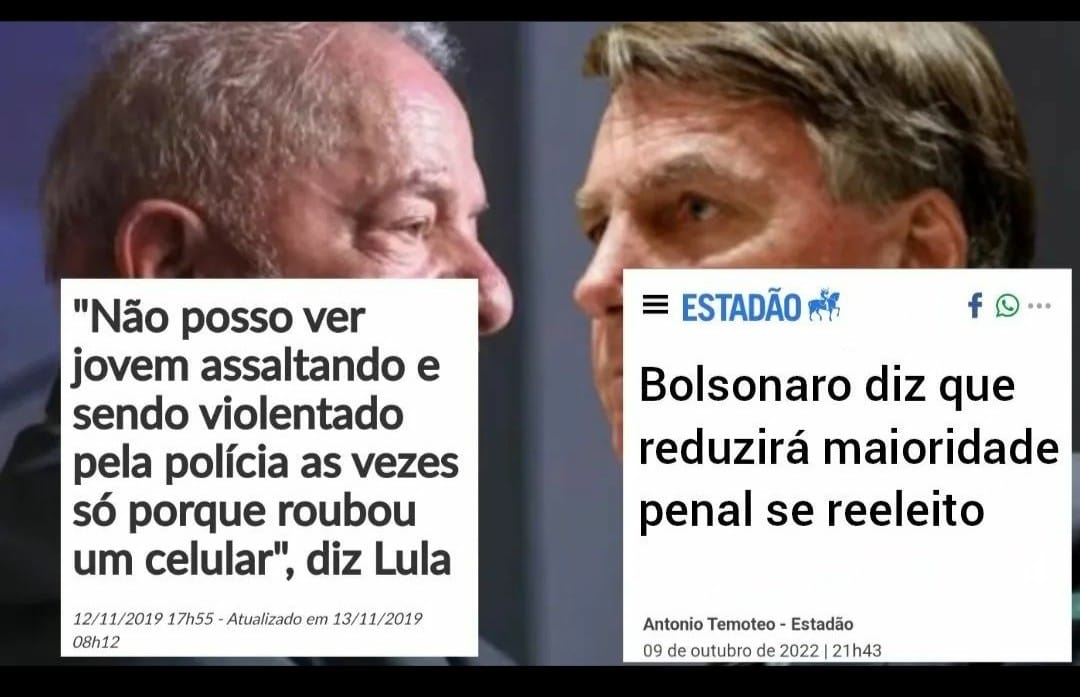 "Não posso ver
jovem assaltando e
sendo violentado
pela polícia as vezes
só porque roubou
um celular", diz Lula
12/11/2019 17h55 - Atualizado em 13/11/2019
08h12
ESTADÃO
Bolsonaro diz que
reduzirá maioridade
penal se reeleito
Antonio Temoteo - Estadão
09 de outubro de 2022 | 21h43